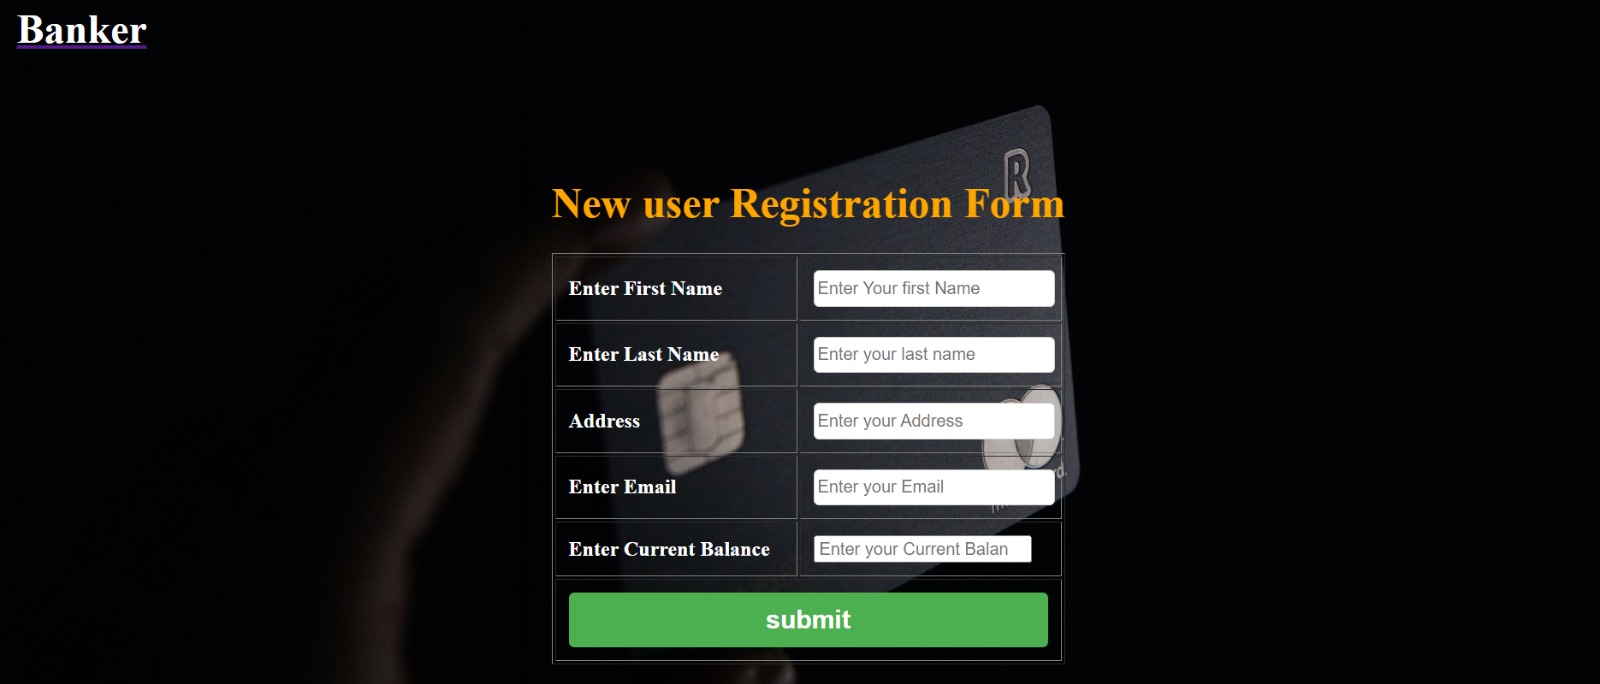 Banker
R
New user Registration Form
Enter First Name
Enter Your first Name
Enter Last Name
Enter your last name
Address
Enter your Address
Enter Email
Enter your Email
Enter Current Balance
Enter your Current Balan
submit